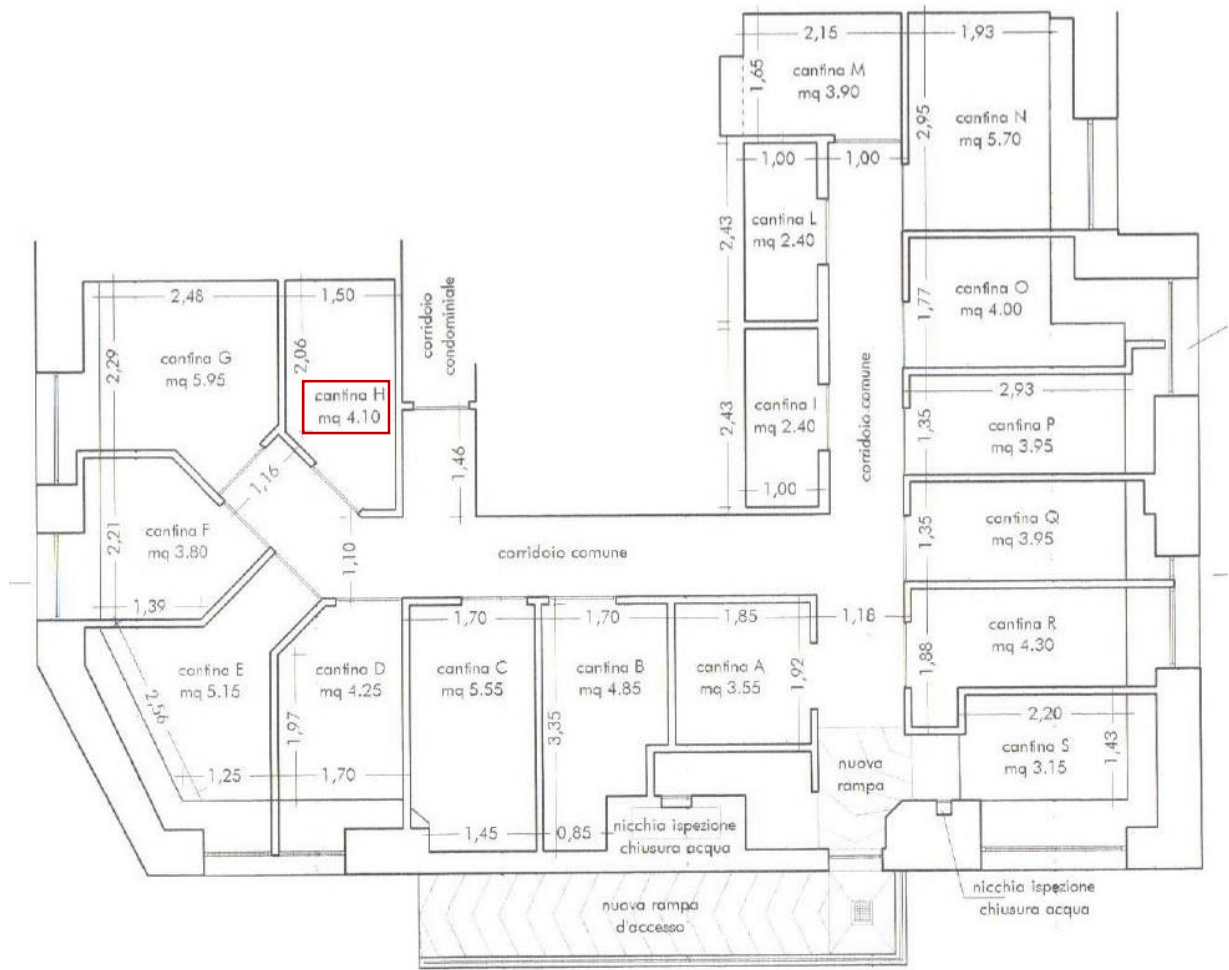 2,15
1,65
cantina M
mq 3.90
1,93
2,95
cantina N
mq 5.70
1,00
1,00
2,43
cantina L
mq 2.40
1,77
cantina O
mq 4.00
2,48
1,50
2,29
cantina G
mq 5.95
2,06
cantina H
mq 4.10
corridoio
condominiale
2,43
cantina I
mq 2.40
1,00
corridoio comune
2,93
1,35
cantina P
mq 3.95
1,16
1,46
2,21
cantina F
mq 3.80
1,39
1,10
corridoio comune
1,35
cantina Q
mq 3.95
1,70
1,70
1,85
1,18
cantina R
mq 4.30
1,88
cantina E
mq 5.15
2,56
1,25
cantina D
mq 4.25
1,97
1,70
cantina C
mq 5.55
1,45
cantina B
mq 4.85
3,35
0,85
cantina A
mq 3.55
1,92
2,20
cantina S
mq 3.15
1,43
nuova
rampa
nicchia ispezione
chiusura acqua
nicchia ispezione
chiusura acqua
nuova rampa
d'accesso